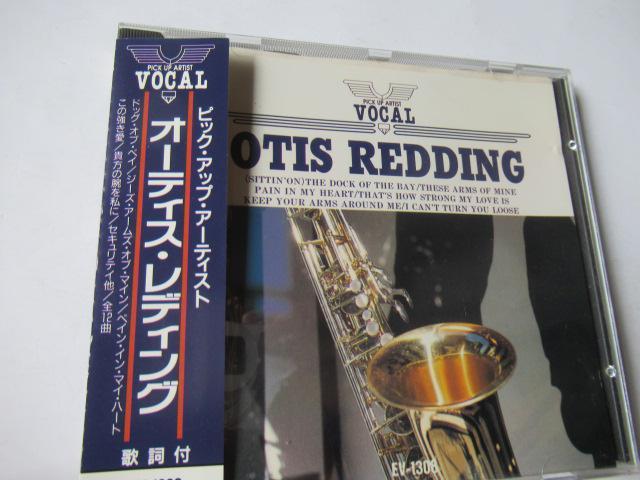 PICK UP ARTIST
VOCAL
ピック・アップ・アーティスト
オーティス・レディング
ドッグ・オブ・ベイ/ジーズ・アームズ・オブ・マイン/ペイン・イン・マイ・ハート
この強き愛/貴方の腕を私に/セキュリティ他/全12曲
歌詞付
PICK UP ARTIST
VOCAL
OTIS REDDING
(SITTIN'ON)THE DOCK OF THE BAY/THESE ARMS OF MINE
PAIN IN MY HEART/THAT'S HOW STRONG MY LOVE IS
KEEP YOUR ARMS AROUND ME/I CAN'T TURN YOU LOOSE
EV-1308